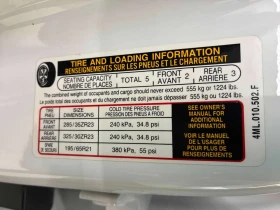 TIRE AND LOADING INFORMATION
RENSEIGNEMENTS SUR LES PNEUS ET LE CHARGEMENT
SEATING CAPACITY NOMBRE DE PLACES TOTAL 5 FRONT AVANT 2 REAR ARRIERE 3
The combined weight of occupants and cargo should never exceed 555 kg or 1224 lbs.
Le poids total des occupants et du chargement ne doit jamais dépasser 555 kg ou 1224 lb.
TIRE PNEU
DIMENSIONS
COLD TIRE PRESSURE
PRESSION DES PNEUS A FROID
FRONT AVANT 285/35ZR23 240 kPa, 34.8 psi
REAR ARRIERE 325/30ZR23 240 kPa, 34.8 psi
SPARE DE SECOURS 195/65R21 380 kPa, 55 psi
SEE OWNER'S
MANUAL FOR
ADDITIONAL
INFORMATION
VOIR LE MANUEL
DE L'USAGER
POUR PLUS DE
RENSEIGNEMENTS
4ML.010.502.F